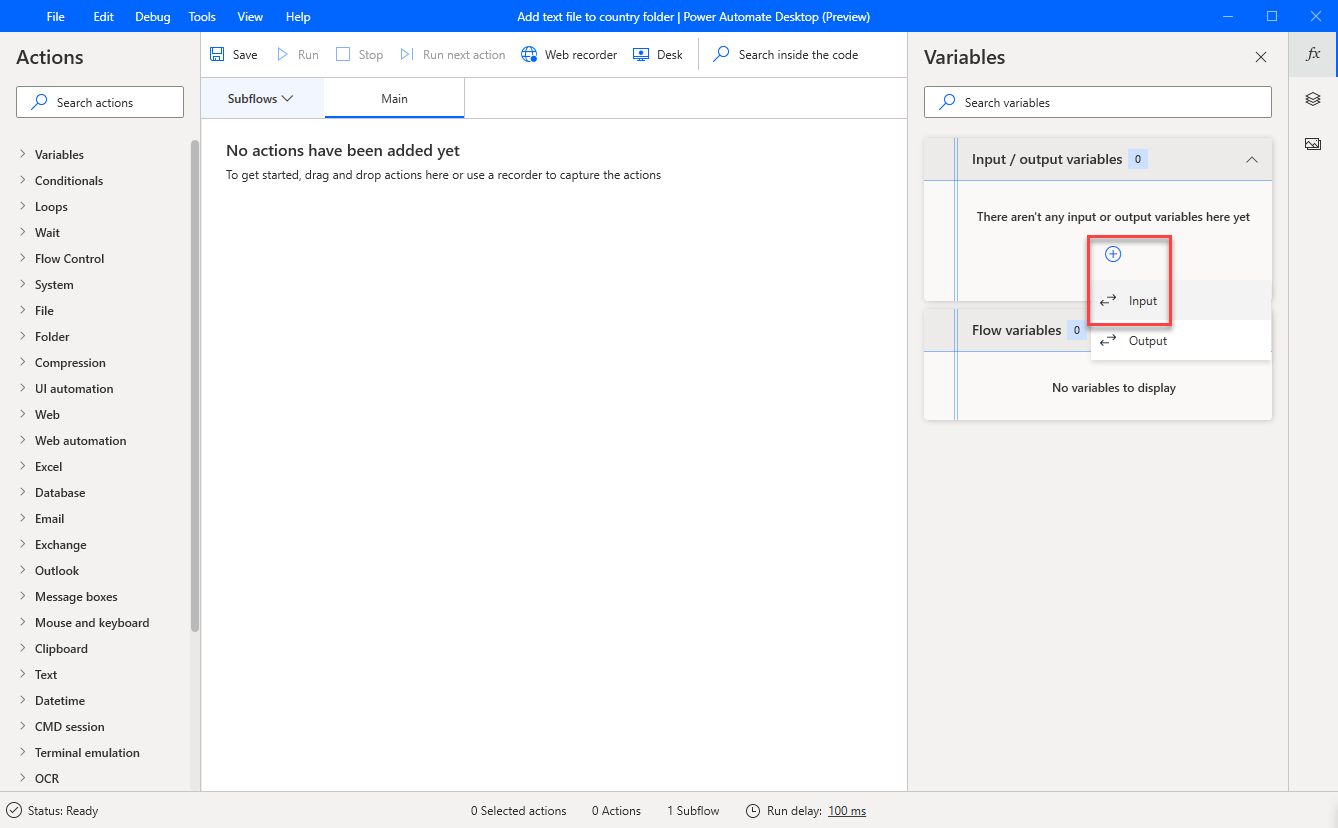 File Edit Debug Tools View Help
Add text file to country folder | Power Automate Desktop (Preview)
Actions
Search actions
Variables
Conditionals
Loops
Wait
Flow Control
System
File
Folder
Compression
UI automation
Web
Web automation
Excel
Database
Email
Exchange
Outlook
Message boxes
Mouse and keyboard
Clipboard
Text
Datetime
CMD session
Terminal emulation
OCR
Save Run Stop Run next action Web recorder Desk Search inside the code
Subflows Main
No actions have been added yet
To get started, drag and drop actions here or use a recorder to capture the actions
Variables
Search variables
Input / output variables 0
There aren't any input or output variables here yet
Input
Output
Flow variables 0
No variables to display
fx
Status: Ready 0 Selected actions 0 Actions 1 Subflow Run delay: 100 ms